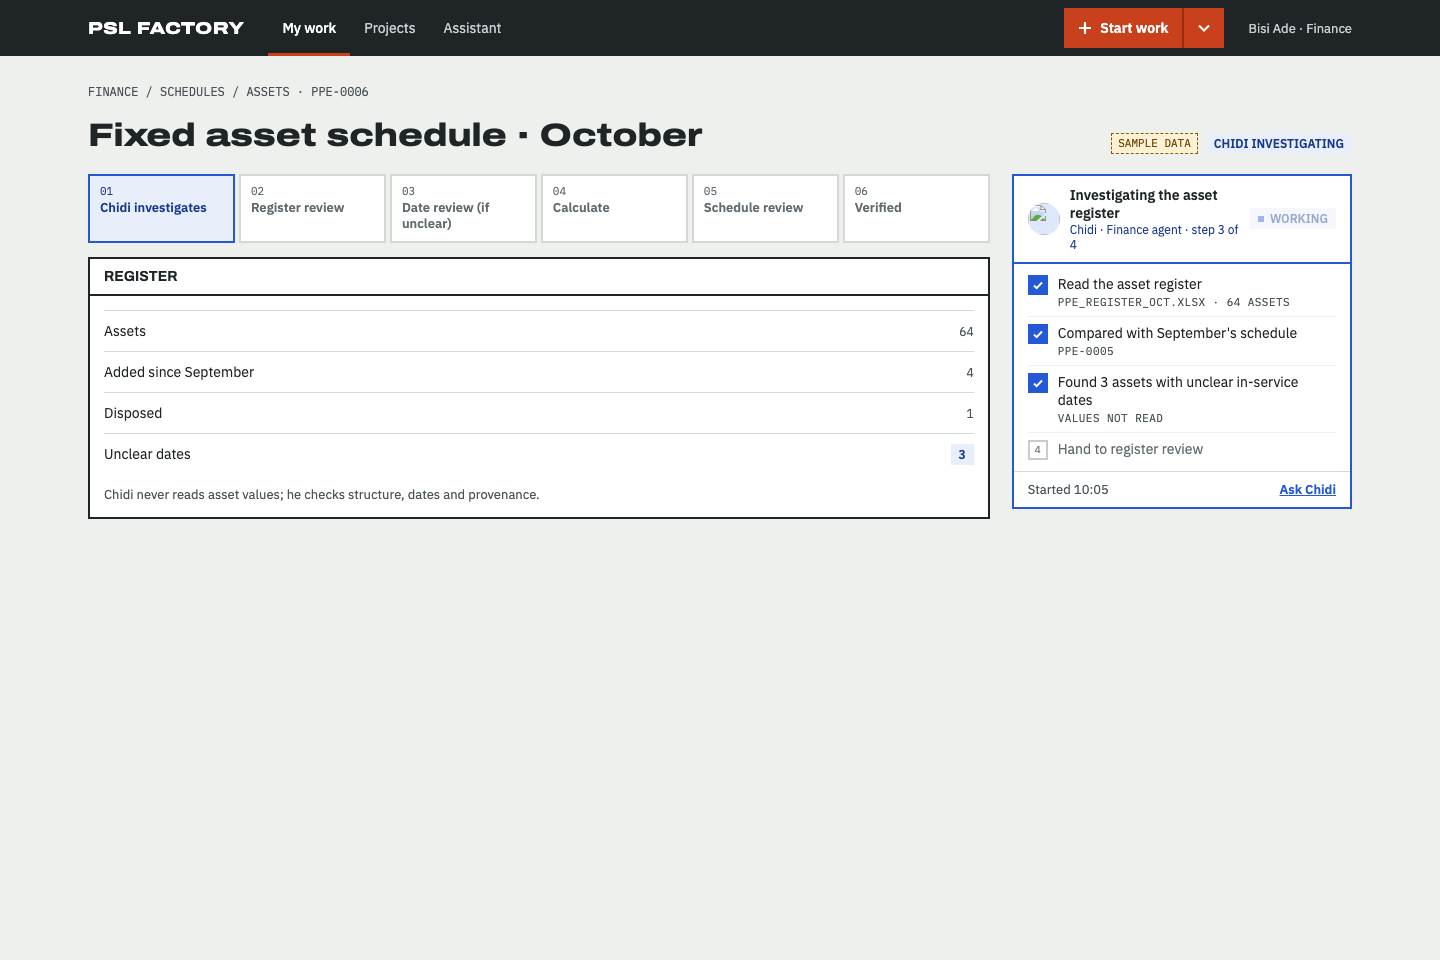 PSL FACTORY
My work
Projects
Assistant
Start work
Bisi Ade · Finance
FINANCE / SCHEDULES / ASSETS · PPE-0006
Fixed asset schedule · October
SAMPLE DATA
CHIDI INVESTIGATING
01
Chidi investigates
02
Register review
03
Date review (if
unclear)
04
Calculate
05
Schedule review
06
Verified
REGISTER
Assets
64
Added since September
4
Disposed
1
Unclear dates
3
Chidi never reads asset values; he checks structure, dates and provenance.
Investigating the asset
register
Chidi · Finance agent · step 3 of
4
WORKING
Read the asset register
PPE_REGISTER_OCT.XLSX · 64 ASSETS
Compared with September's schedule
PPE-0005
Found 3 assets with unclear in-service
dates
VALUES NOT READ
4
Hand to register review
Started 10:05
Ask Chidi